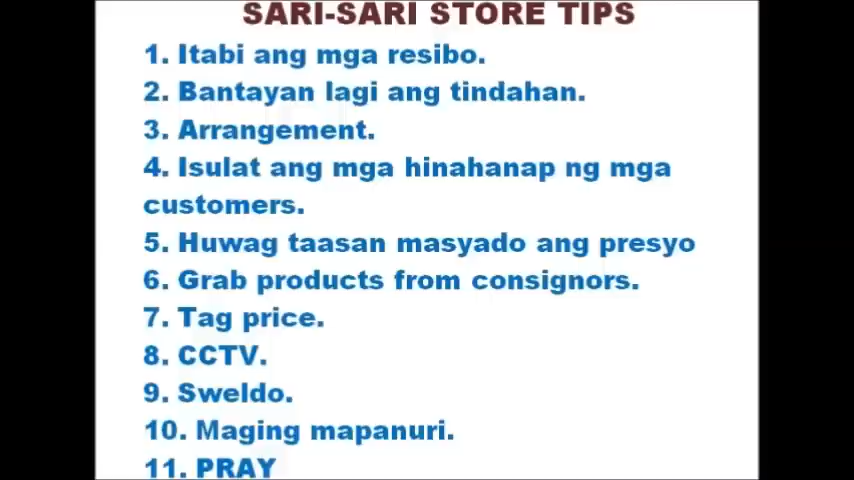 SARI-SARI STORE TIPS
1. Itabi ang mga resibo.
2. Bantayan lagi ang tindahan.
3. Arrangement.
4. Isulat ang mga hinahanap ng mga
customers.
5. Huwag taasan masyado ang presyo
6. Grab products from consignors.
7. Tag price.
8. CCTV.
9. Sweldo.
10. Maging mapanuri.
11. PRAY